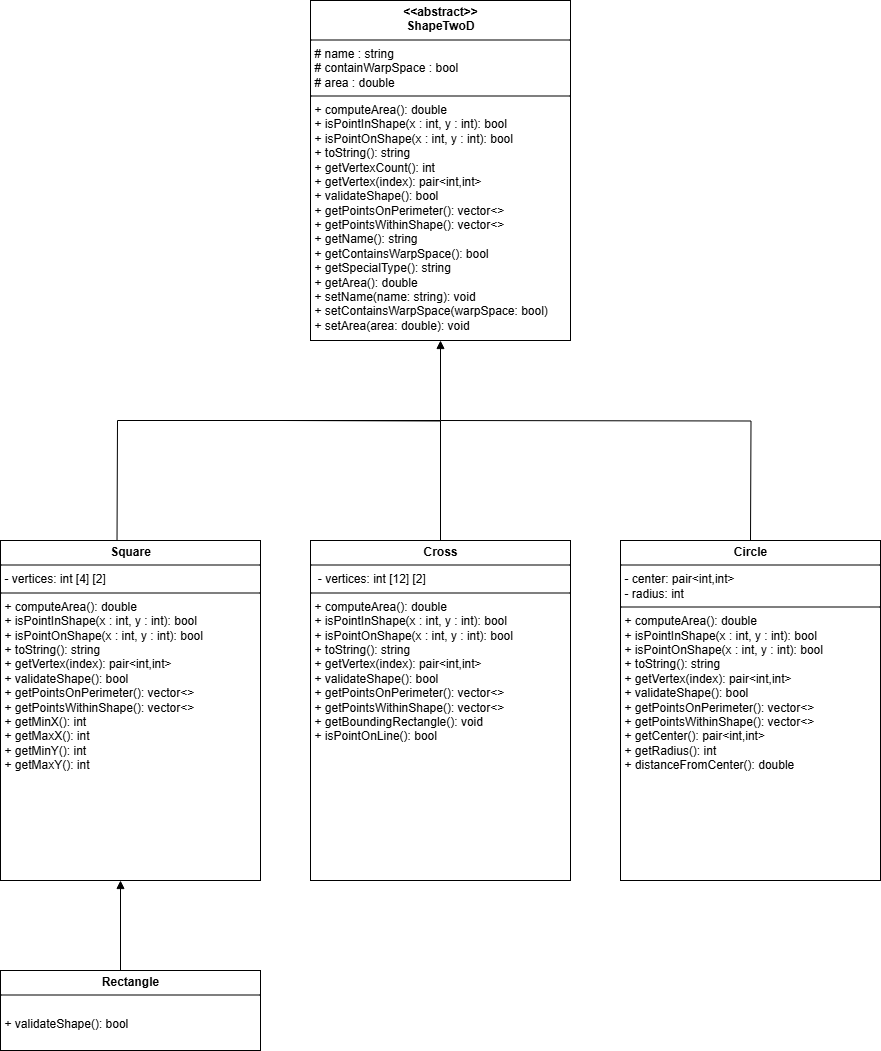 <<abstract>>
ShapeTwoD
# name : string
# containWarpSpace : bool
# area : double
+ computeArea(): double
+ isPointInShape(x : int, y : int): bool
+ isPointOnShape(x : int, y : int): bool
+ toString(): string
+ getVertexCount(): int
+ getVertex(index): pair<int,int>
+ validateShape(): bool
+ getPointsOnPerimeter(): vector<>
+ getPointsWithinShape(): vector<>
+ getName(): string
+ getContainsWarpSpace(): bool
+ getSpecialType(): string
+ getArea(): double
+ setName(name: string): void
+ setContainsWarpSpace(warpSpace: bool)
+ setArea(area: double): void
Square
- vertices: int [4] [2]
+ computeArea(): double
+ isPointInShape(x : int, y : int): bool
+ isPointOnShape(x : int, y : int): bool
+ toString(): string
+ getVertex(index): pair<int,int>
+ validateShape(): bool
+ getPointsOnPerimeter(): vector<>
+ getPointsWithinShape(): vector<>
+ getMinX(): int
+ getMaxX(): int
+ getMinY(): int
+ getMaxY(): int
Cross
- vertices: int [12] [2]
+ computeArea(): double
+ isPointInShape(x : int, y : int): bool
+ isPointOnShape(x : int, y : int): bool
+ toString(): string
+ getVertex(index): pair<int,int>
+ validateShape(): bool
+ getPointsOnPerimeter(): vector<>
+ getPointsWithinShape(): vector<>
+ getBoundingRectangle(): void
+ isPointOnLine(): bool
Circle
- center: pair<int,int>
- radius: int
+ computeArea(): double
+ isPointInShape(x : int, y : int): bool
+ isPointOnShape(x : int, y : int): bool
+ toString(): string
+ getVertex(index): pair<int,int>
+ validateShape(): bool
+ getPointsOnPerimeter(): vector<>
+ getPointsWithinShape(): vector<>
+ getCenter(): pair<int,int>
+ getRadius(): int
+ distanceFromCenter(): double
Rectangle
+ validateShape(): bool